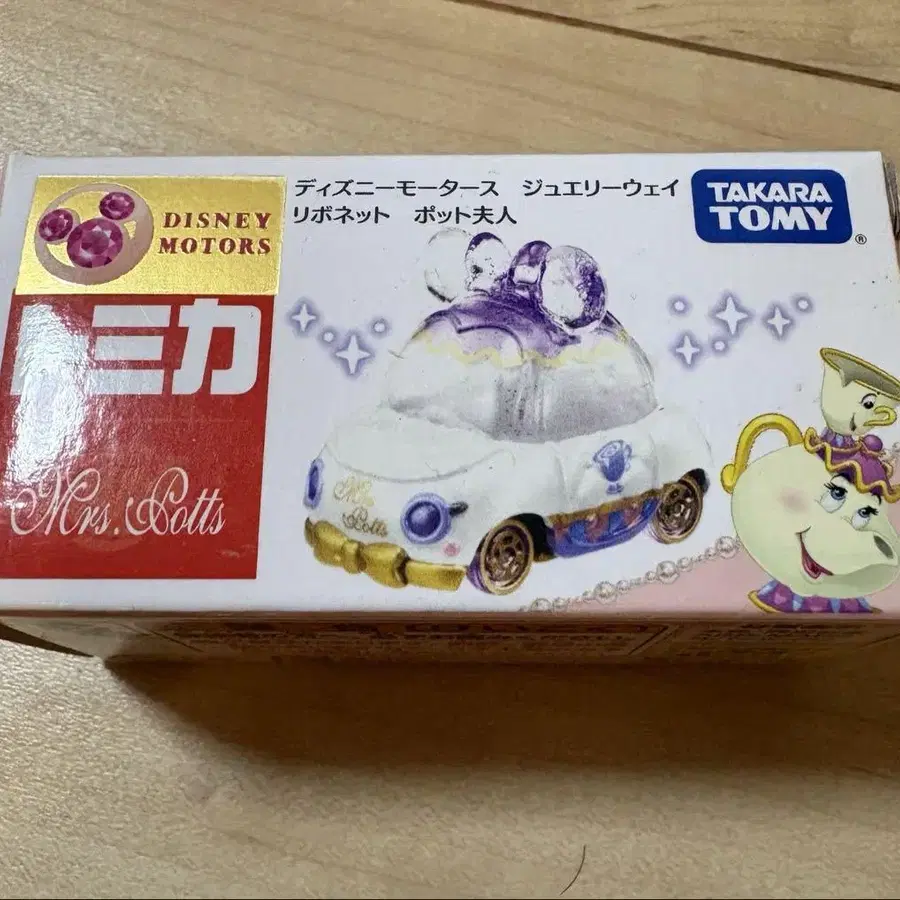 DISNEY
MOTORS
ディズニーモータース ジュエリーウェイ
リボネット ポット夫人
TAKARA
TOMY
®
トミカ
Mrs. Potts
Mrs.
Potts